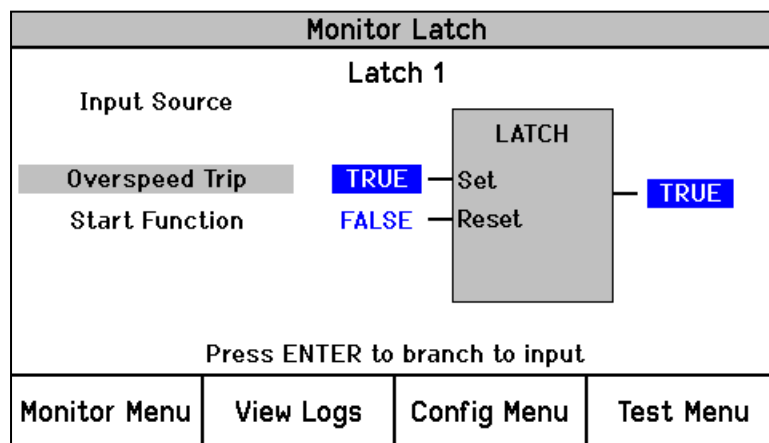 Monitor Latch
Latch 1
Input Source
LATCH
Overspeed Trip TRUE Set TRUE
Start Function FALSE Reset
Press ENTER to branch to input
Monitor Menu View Logs Config Menu Test Menu